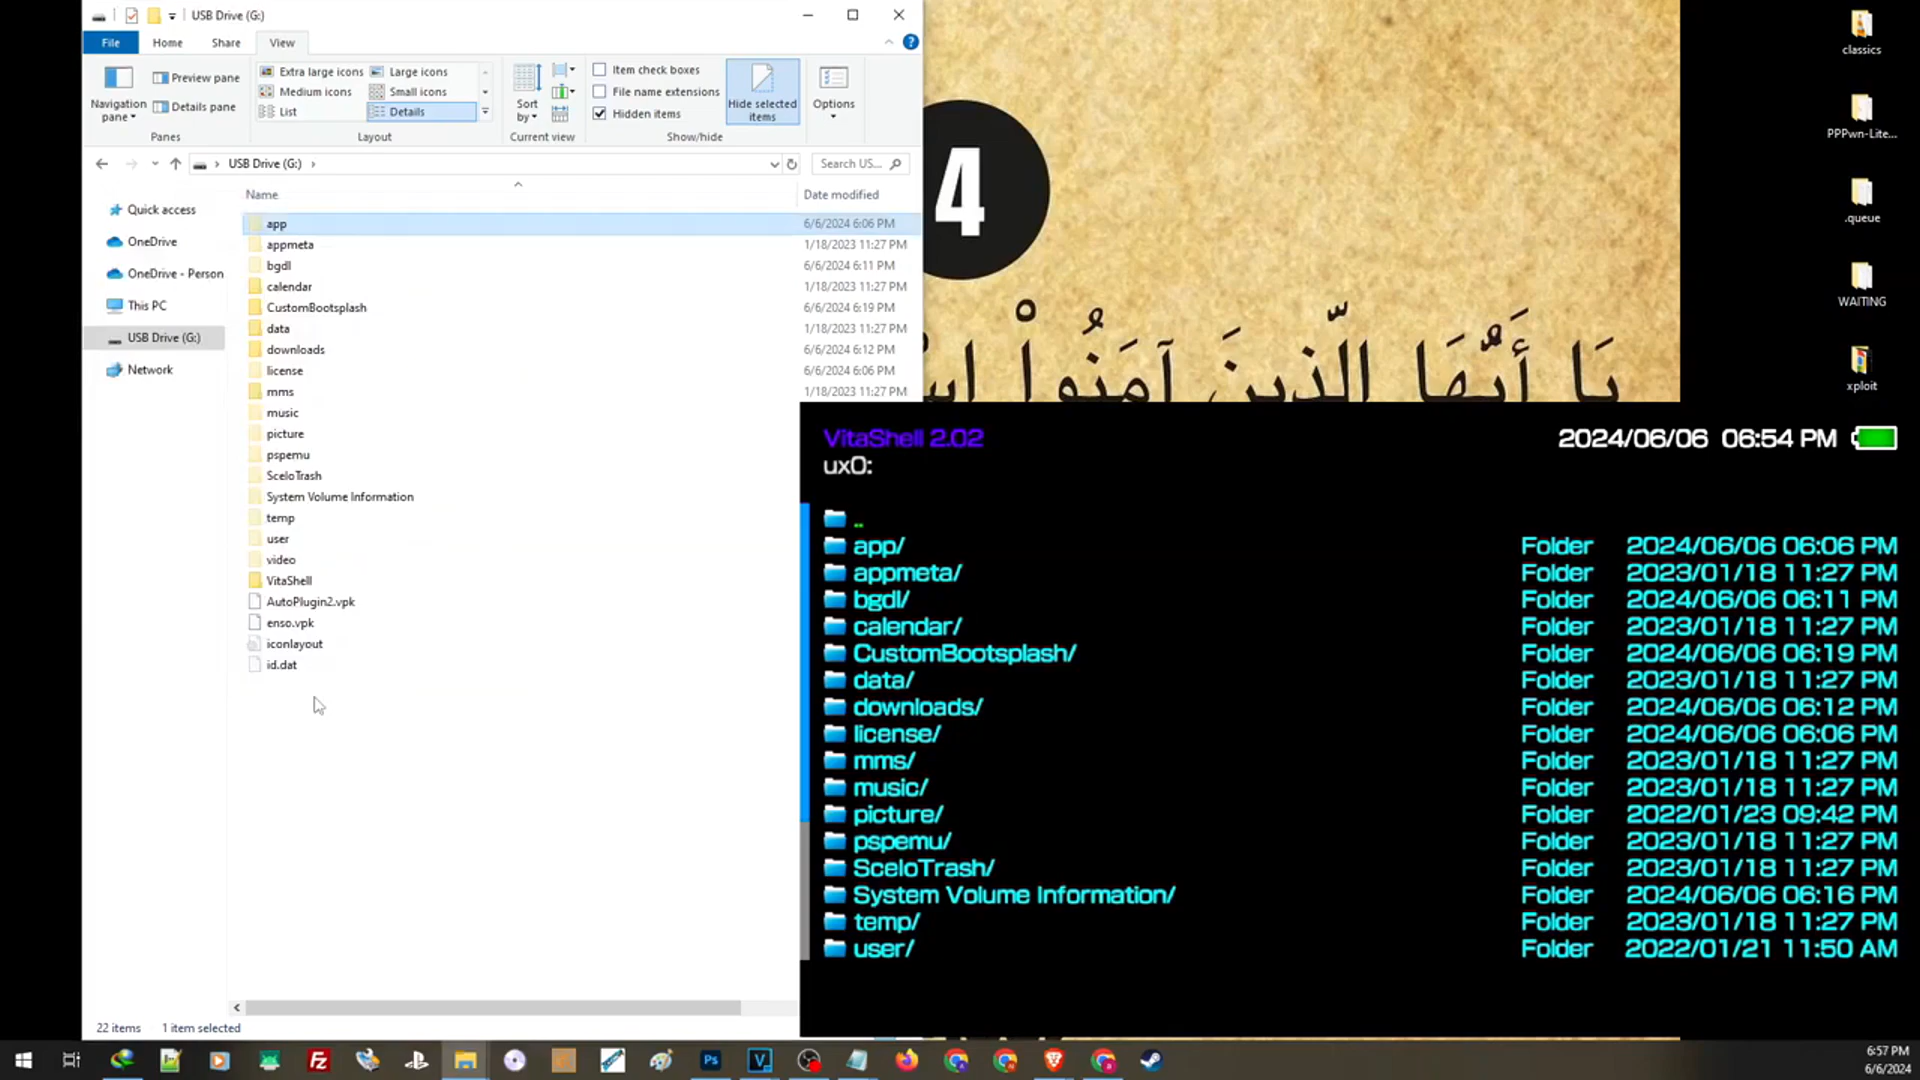 USB Drive (G:)
File
Home
Share
View
Navigation pane
Preview pane
Details pane
Panes
Extra large icons
Large icons
Medium icons
Small icons
List
Details
Layout
Sort by
Current view
Item check boxes
File name extensions
Hidden items
Hide selected items
Show/hide
Options
USB Drive (G:)
Search US...
Name
Date modified
Quick access
OneDrive
OneDrive - Person
This PC
USB Drive (G:)
Network
app 6/6/2024 6:06 PM
appmeta 1/18/2023 11:27 PM
bgdl 6/6/2024 6:11 PM
calendar 1/18/2023 11:27 PM
CustomBootsplash 6/6/2024 6:19 PM
data 1/18/2023 11:27 PM
downloads 6/6/2024 6:12 PM
license 6/6/2024 6:06 PM
mms 1/18/2023 11:27 PM
music
picture
pspemu
SceIoTrash
System Volume Information
temp
user
video
VitaShell
AutoPlugin2.vpk
enso.vpk
iconlayout
id.dat
22 items
1 item selected
4
يَا أَيُّهَا الَّذِينَ آمَنُواْ
classics
PPPwn-Lite...
.queue
WAITING
xploit
VitaShell 2.02
2024/06/06 06:54 PM
ux0:
..
app/ Folder 2024/06/06 06:06 PM
appmeta/ Folder 2023/01/18 11:27 PM
bgdl/ Folder 2024/06/06 06:11 PM
calendar/ Folder 2023/01/18 11:27 PM
CustomBootsplash/ Folder 2024/06/06 06:19 PM
data/ Folder 2023/01/18 11:27 PM
downloads/ Folder 2024/06/06 06:12 PM
license/ Folder 2024/06/06 06:06 PM
mms/ Folder 2023/01/18 11:27 PM
music/ Folder 2023/01/18 11:27 PM
picture/ Folder 2022/01/23 09:42 PM
pspemu/ Folder 2023/01/18 11:27 PM
SceIoTrash/ Folder 2023/01/18 11:27 PM
System Volume Information/ Folder 2024/06/06 06:16 PM
temp/ Folder 2023/01/18 11:27 PM
user/ Folder 2022/01/21 11:50 AM
Fz
Ps
V
6:57 PM
6/6/2024